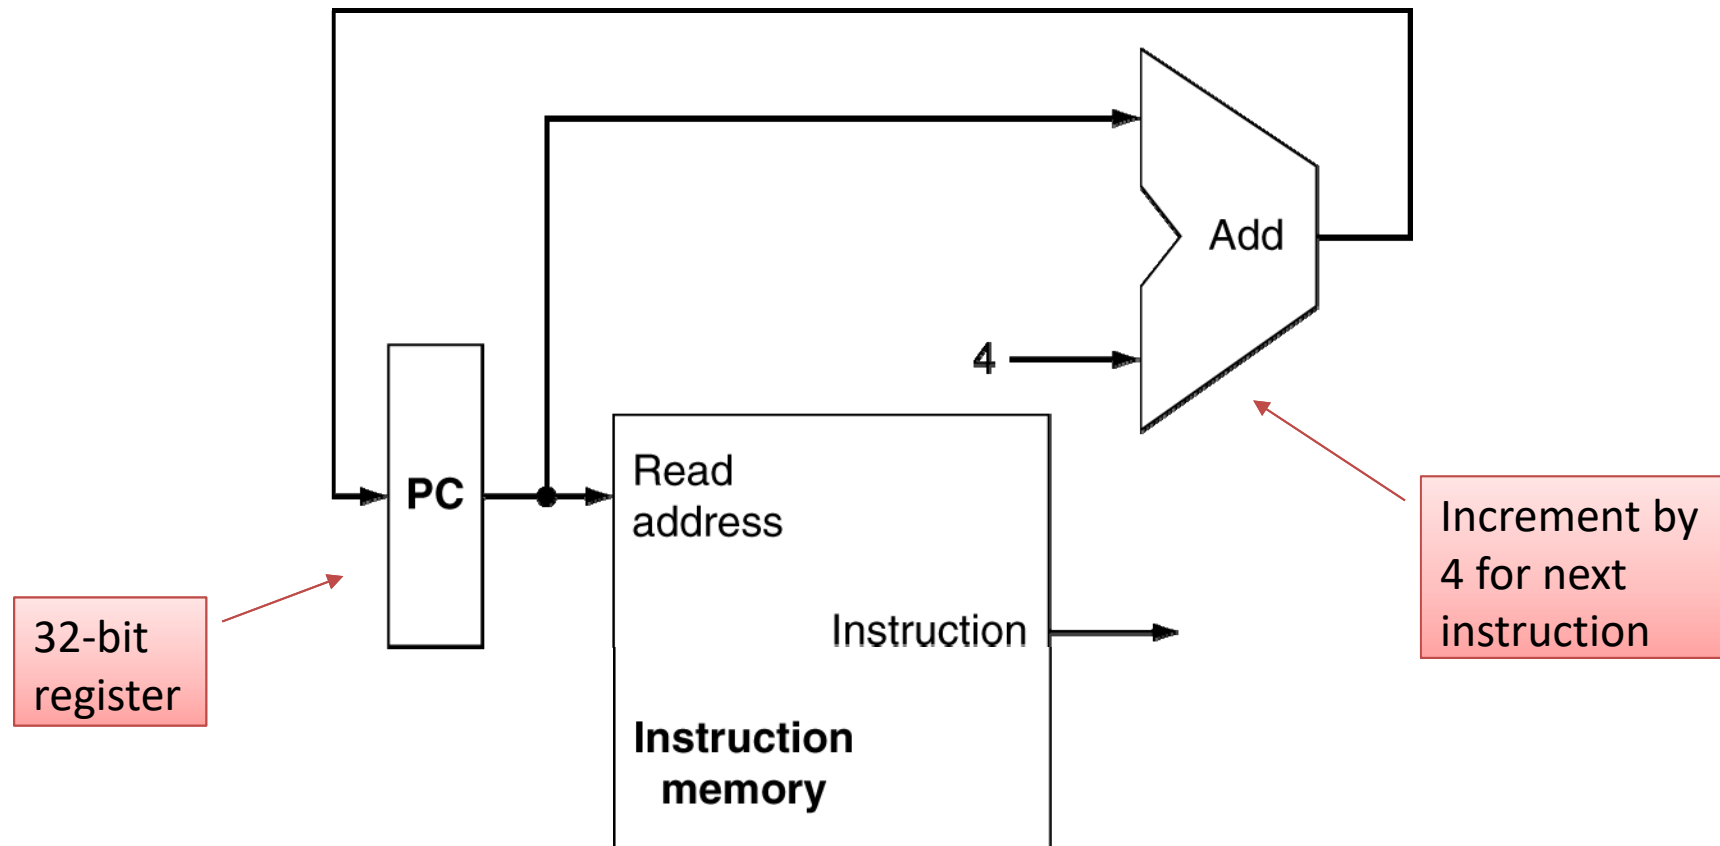 Add
4
PC
Read
address
Instruction
Instruction
memory
32-bit
register
Increment by
4 for next
instruction